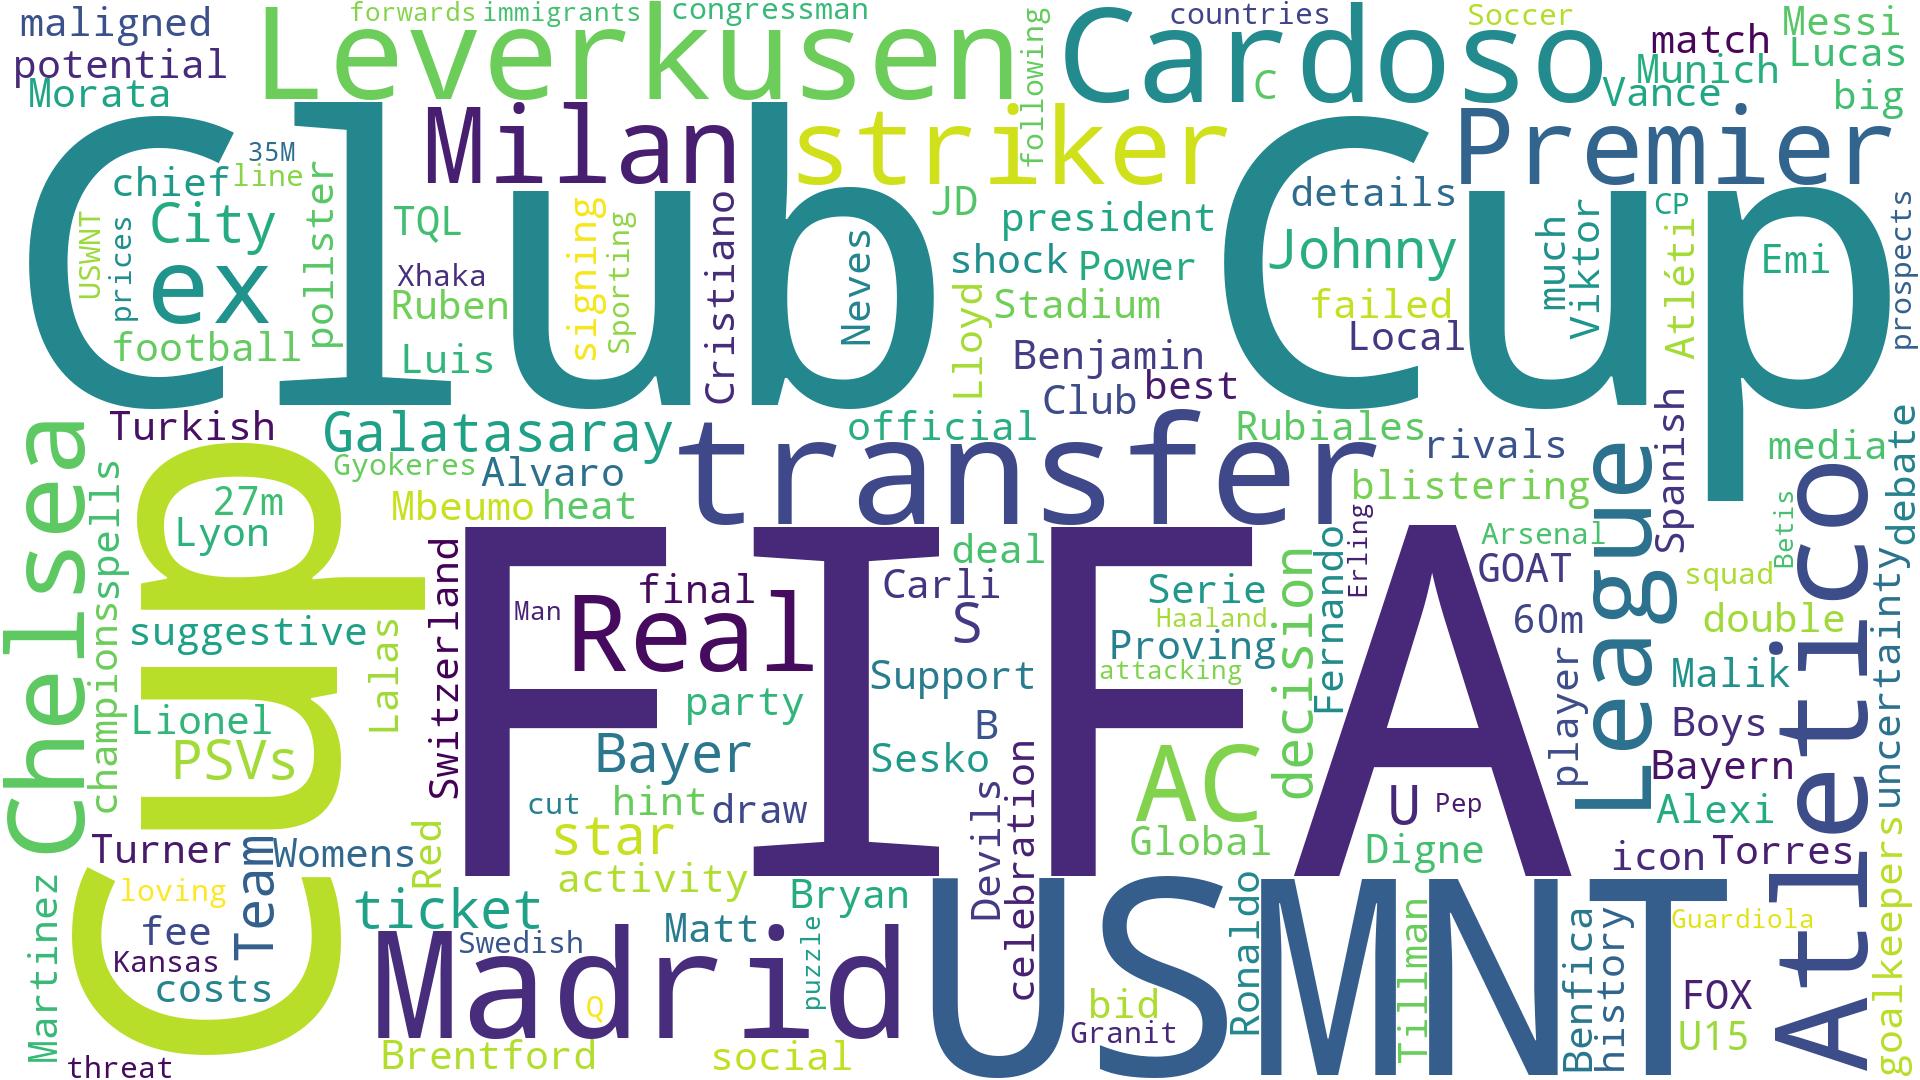 maligned
forwards
immigrants
congressman
countries
Soccer
Messi
potential
Leverkusen
following
Cardoso
C
match
Lucas
Morata
Munich
Vance
big
Club Cup
Milan
striker
Premier
35M
chief
line
City
ex
USWNT
prices
pollster
football
TQL
Xhaka
Ruben
Luis
signing
Sporting
Cristiano
Neves
JD
president
shock
Power
Stadium
Lloyd
Benjamin
best
Club
details
Johnny
failed
Local
much
Viktor
CP
Atléti
Emi
prospects
Turkish
Galatasaray
official
Rubiales
rivals
Spanish
media
debate
Chelsea
championsspells
Cup
27m
Lyon
Gyokeres
Alvaro
Mbeumo
heat
transfer
blistering
League
Betis
Atletico
Arsenal
GOAT
squad
60m
double
uncertainty
suggestive
Lionel
PSVs
Lalas
Switzerland
FIFA
Man
final
Real
deal
Carli
S
Serie
Haaland
Proving
attacking
decision
Fernando
Erling
Support
party
B
Bayer
Sesko
cut
hint
draw
star
activity
Devils
celebration
AC
Global
U
Pep
Digne
player
Malik
Boys
Bayern
Alexi
icon
Torres
Turner
Womens
Red
loving
Team
fee
Kansas
costs
Martinez
threat
ticket
Bryan
Swedish
Matt
Madrid
Q
puzzle
Brentford
social
USMNT
bid
Granit
Ronaldo
Tillman
Benfica
history
Guardiola
FOX
U15
goalkeepers